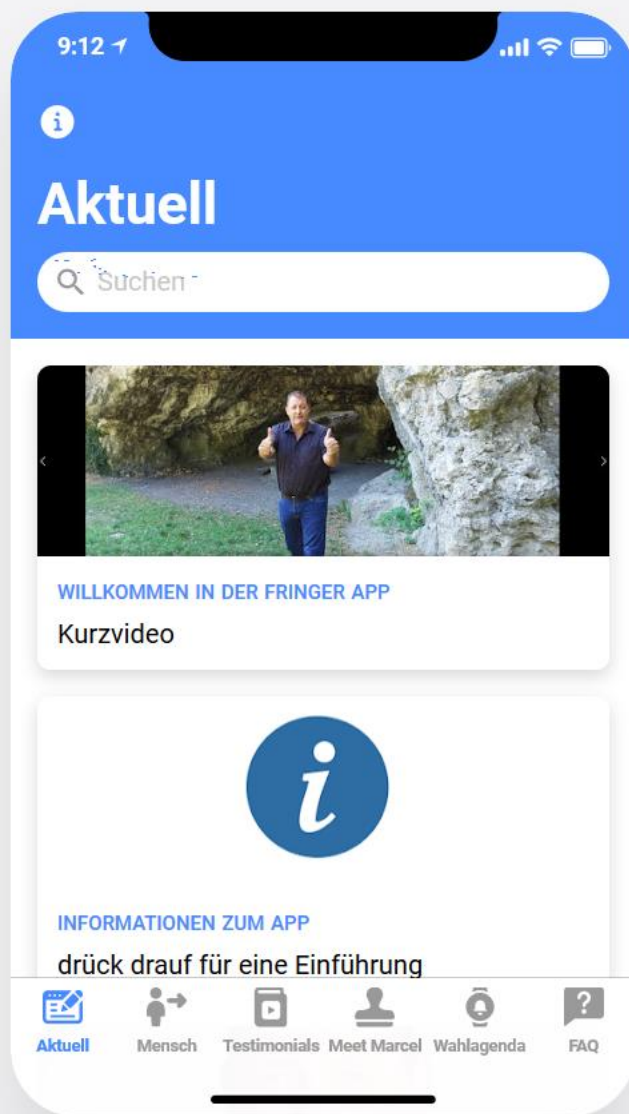 9:12
Aktuell
Suchen
WILLKOMMEN IN DER FRINGER APP
Kurzvideo
i
INFORMATIONEN ZUM APP
drück drauf für eine Einführung
Aktuell Mensch Testimonials Meet Marcel Wahlagenda FAQ